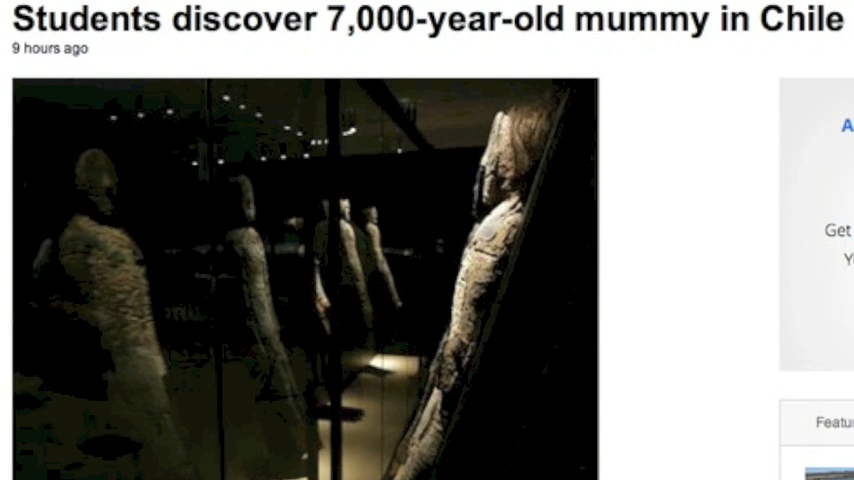 Students discover 7,000-year-old mummy in Chile
9 hours ago
A
Get
Y
Featu